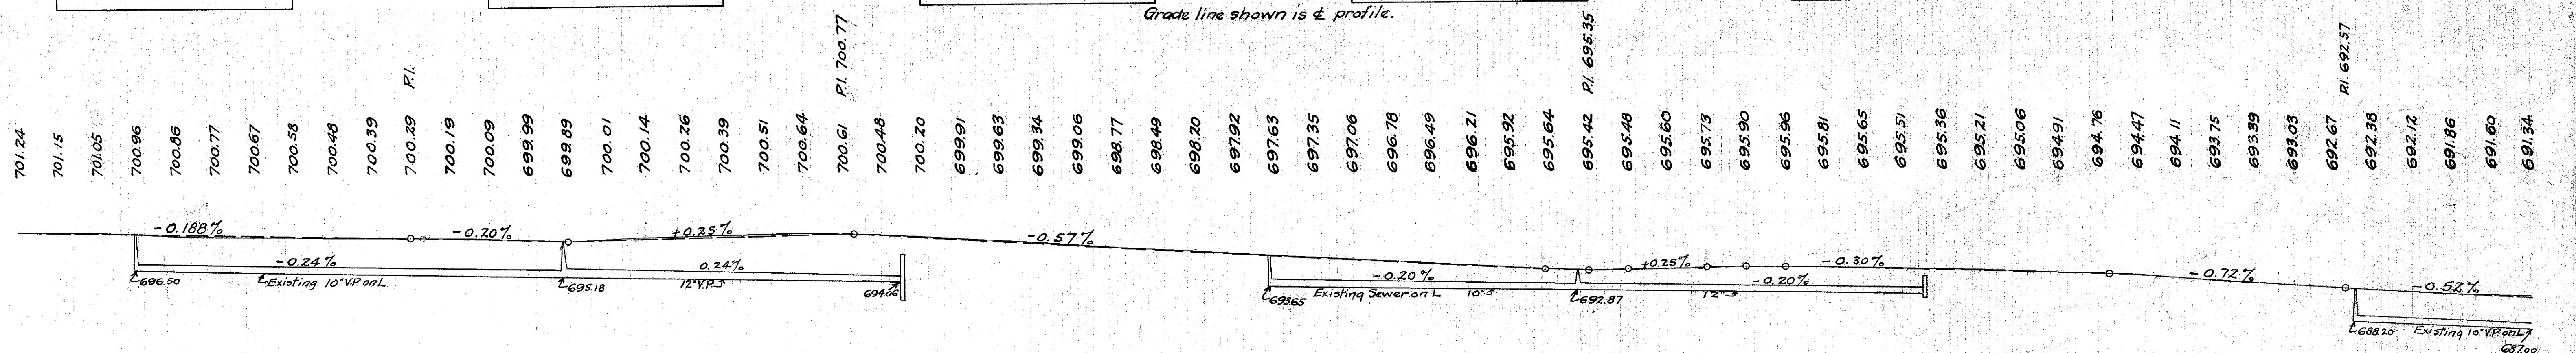 Grade line shown is ℄ profile.
P.I.
P.I. 700.77
P.I. 695.35
P.I. 692.57
701.24 701.15 701.05 700.96 700.86 700.77 700.67 700.58 700.48 700.39 700.29 700.19 700.09 699.99 699.89 700.01 700.14 700.26 700.39 700.51 700.64 700.61 700.48 700.20 699.91 699.63 699.34 699.06 698.77 698.49 698.20 697.92 697.63 697.35 697.06 696.78 696.49 696.21 695.92 695.64 695.42 695.48 695.60 695.73 695.90 695.96 695.81 695.65 695.51 695.36 695.21 695.06 694.91 694.76 694.47 694.11 693.75 693.39 693.03 692.67 692.38 692.12 691.86 691.60 691.34
-0.188% -0.20% +0.25% -0.57% +0.25% -0.30% -0.72% -0.52%
-0.24% 0.24% -0.20% -0.20%
696.50 Existing 10" V.P. on L 695.18 12" V.P. 694.06 693.65 Existing Sewer on L 10" 692.87 12" 688.20 Existing 10" V.P. on L
687.00